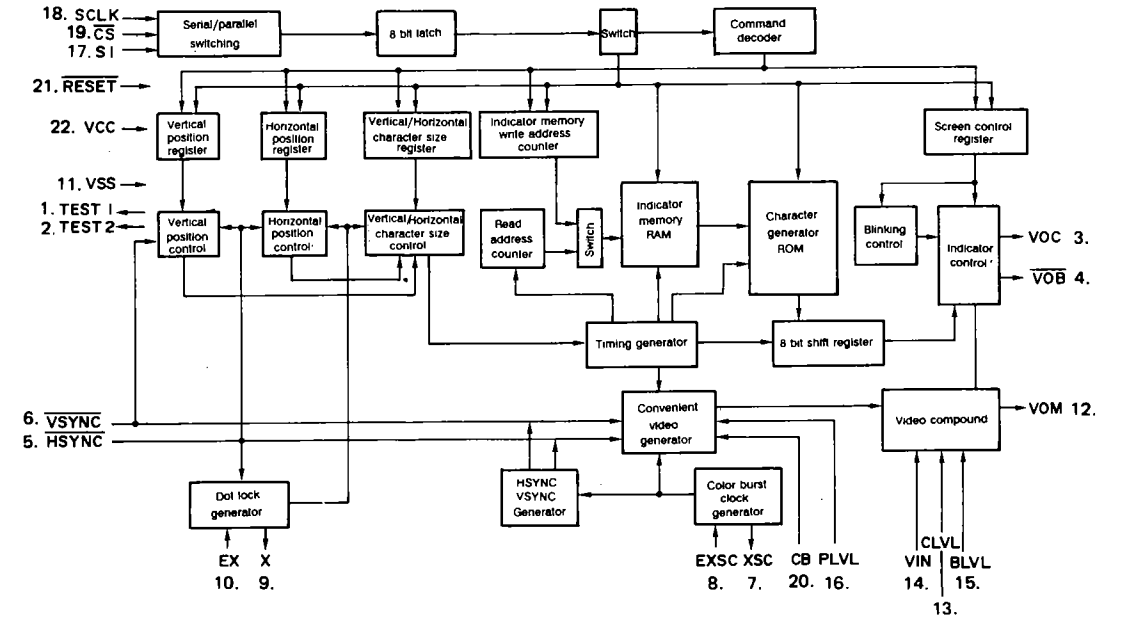 18. SCLK
19. C̅S̅
17. SI
Serial/parallel
switching
8 bit latch
Switch
Command
decoder
21. R̅E̅S̅E̅T̅
22. VCC
11. VSS
1. TEST 1
2. TEST 2
Vertical
position
register
Horizontal
position
register
Vertical/Horizontal
character size
register
Indicator memory
write address
counter
Screen control
register
Vertical
position
control
Horizontal
position
control
Vertical/Horizontal
character size
control
Read
address
counter
Switch
Indicator
memory
RAM
Character
generator
ROM
Blinking
control
Indicator
control
VOC 3.
V̅O̅B̅ 4.
Timing generator
8 bit shift register
6. V̅S̅Y̅N̅C̅
5. H̅S̅Y̅N̅C̅
Convenient
video
generator
Video compound
VOM 12.
Dot lock
generator
HSYNC
VSYNC
Generator
Color burst
clock
generator
EX
10.
X
9.
EXSC
8.
XSC
7.
CB
20.
PLVL
16.
VIN
14.
CLVL
13.
BLVL
15.